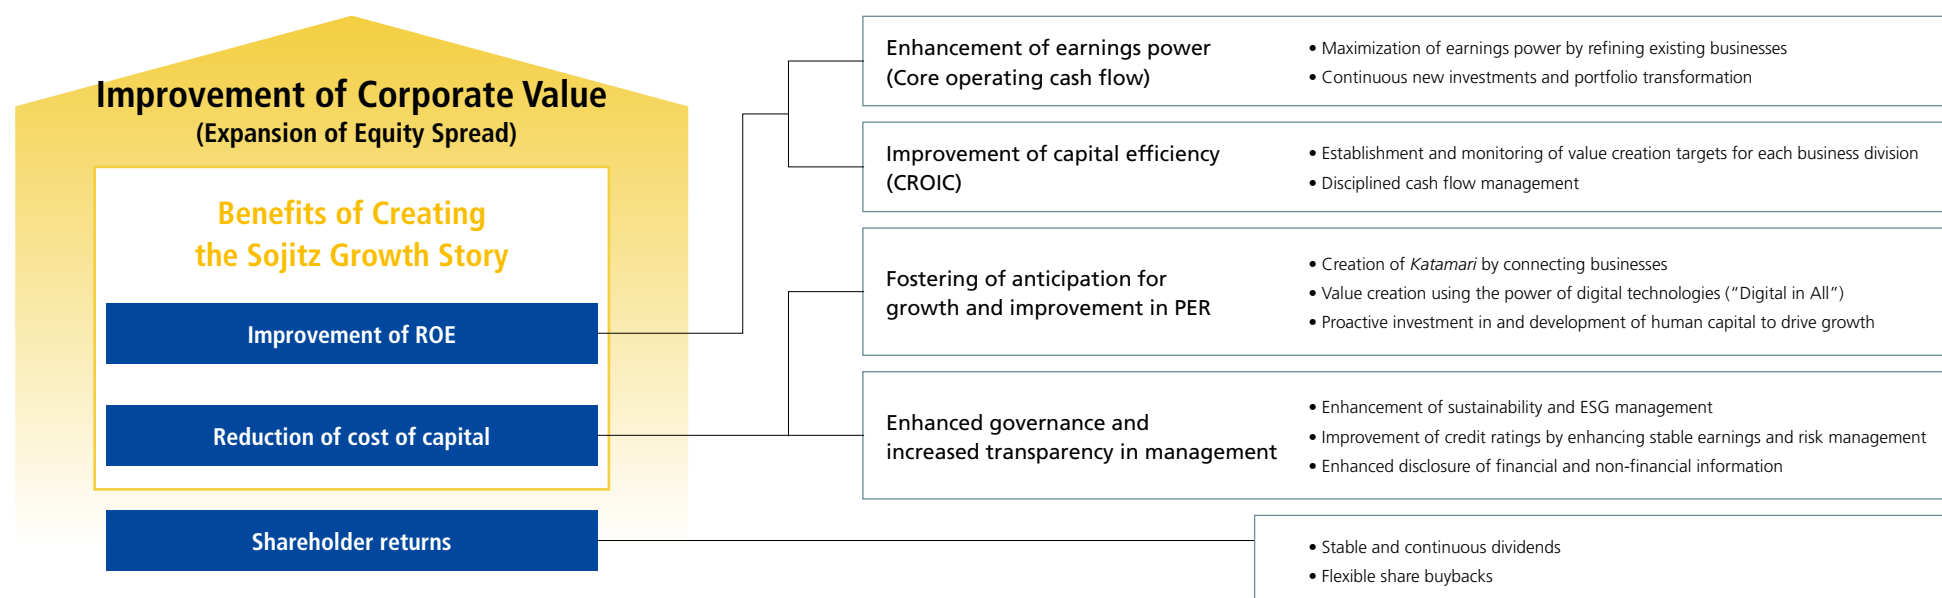 Improvement of Corporate Value
(Expansion of Equity Spread)
Benefits of Creating
the Sojitz Growth Story
Improvement of ROE
Reduction of cost of capital
Shareholder returns
Enhancement of earnings power
(Core operating cash flow)
• Maximization of earnings power by refining existing businesses
• Continuous new investments and portfolio transformation
Improvement of capital efficiency
(CROIC)
• Establishment and monitoring of value creation targets for each business division
• Disciplined cash flow management
Fostering of anticipation for
growth and improvement in PER
• Creation of Katamari by connecting businesses
• Value creation using the power of digital technologies (“Digital in All”)
• Proactive investment in and development of human capital to drive growth
Enhanced governance and
increased transparency in management
• Enhancement of sustainability and ESG management
• Improvement of credit ratings by enhancing stable earnings and risk management
• Enhanced disclosure of financial and non-financial information
• Stable and continuous dividends
• Flexible share buybacks